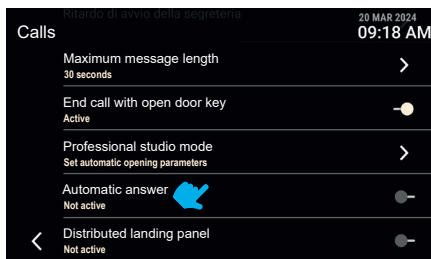 Ritardo di avvio della segreteria
20 MAR 2024
Calls
09:18 AM
Maximum message length
30 seconds
End call with open door key
Active
Professional studio mode
Set automatic opening parameters
Automatic answer
Not active
Distributed landing panel
Not active